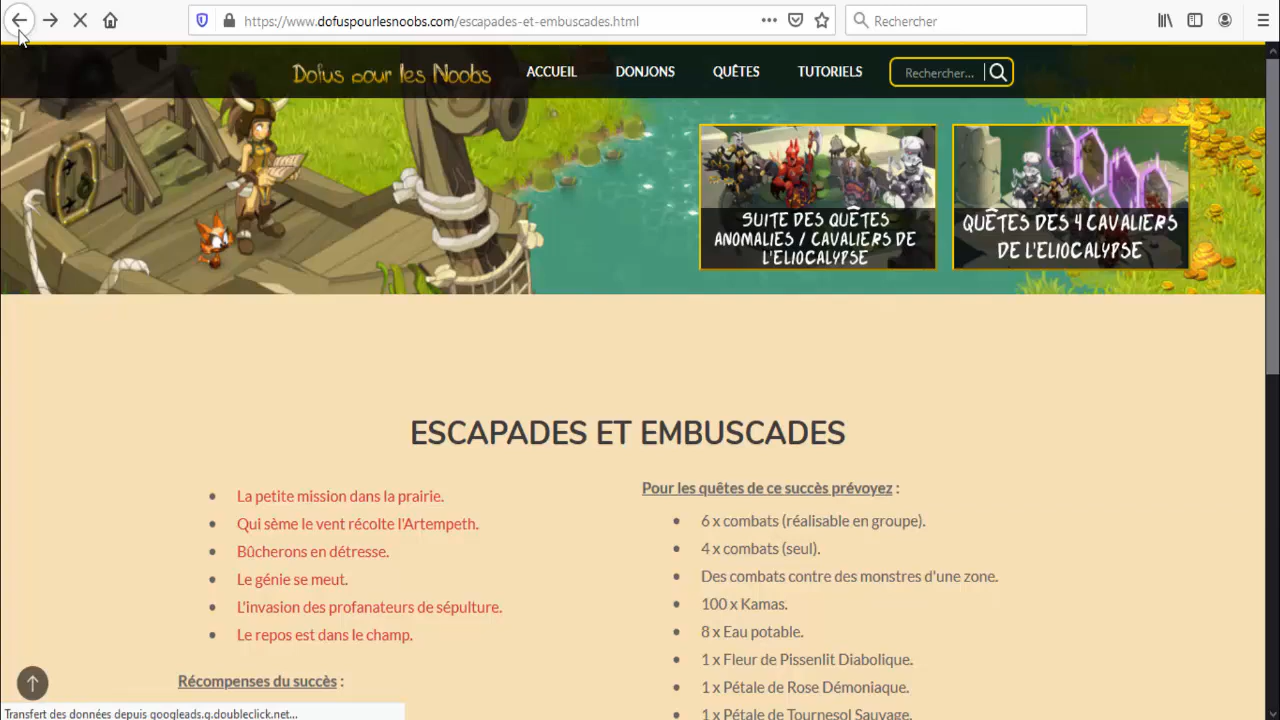 https://www.dofuspourlesnoobs.com/escapades-et-embuscades.html
Rechercher
Dofus pour les Noobs
ACCUEIL
DONJONS
QUÊTES
TUTORIELS
Rechercher...
SUITE DES QUÊTES
ANOMALIES / CAVALIERS DE
L'ELIOCALYPSE
QUÊTES DES 4 CAVALIERS
DE L'ELIOCALYPSE
ESCAPADES ET EMBUSCADES
La petite mission dans la prairie.
Qui sème le vent récolte l'Artempeth.
Bûcherons en détresse.
Le génie se meut.
L'invasion des profanateurs de sépulture.
Le repos est dans le champ.
Récompenses du succès :
Pour les quêtes de ce succès prévoyez :
6 x combats (réalisable en groupe).
4 x combats (seul).
Des combats contre des monstres d'une zone.
100 x Kamas.
8 x Eau potable.
1 x Fleur de Pissenlit Diabolique.
1 x Pétale de Rose Démoniaque.
1 x Pétale de Tournesol Sauvage.
Transfert des données depuis googleads.g.doubleclick.net...